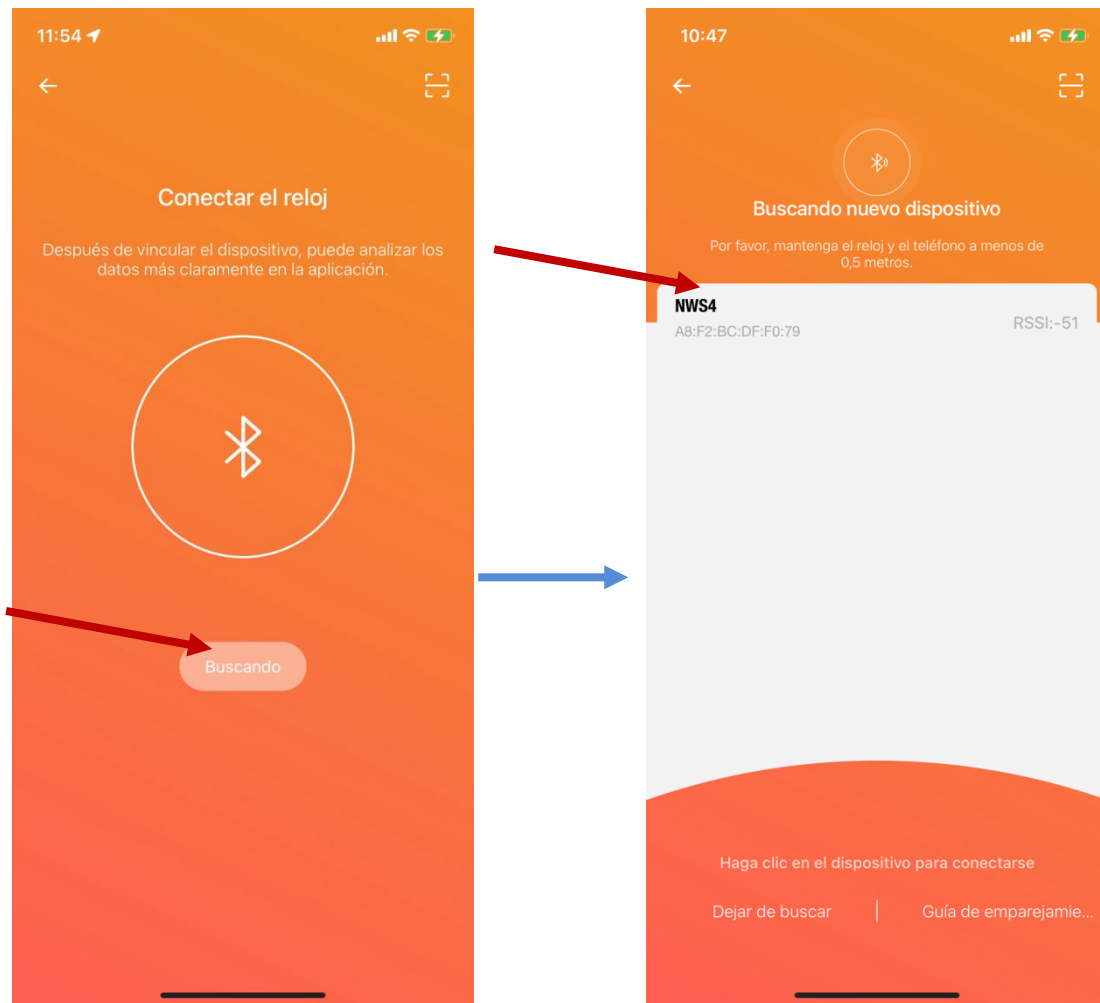 11:54
Conectar el reloj
Después de vincular el dispositivo, puede analizar los
datos más claramente en la aplicación.
Buscando
10:47
Buscando nuevo dispositivo
Por favor, mantenga el reloj y el teléfono a menos de
0,5 metros.
NWS4
A8:F2:BC:DF:F0:79
RSSI:-51
Haga clic en el dispositivo para conectarse
Dejar de buscar
Guía de emparejamie...